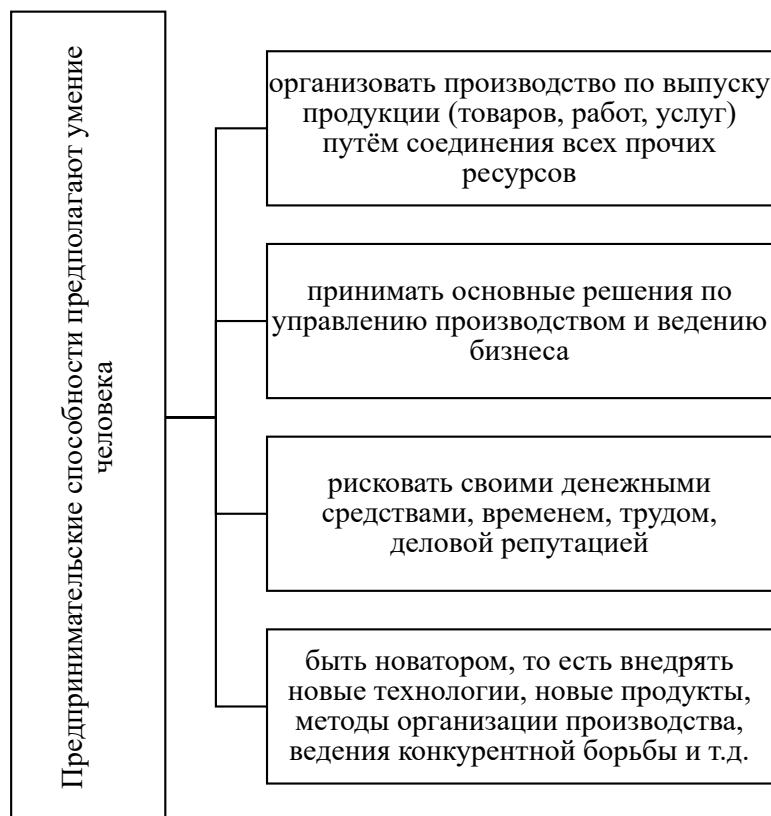 Предпринимательские способности предполагают умение
человека
организовать производство по выпуску
продукции (товаров, работ, услуг)
путём соединения всех прочих
ресурсов
принимать основные решения по
управлению производством и ведению
бизнеса
рисковать своими денежными
средствами, временем, трудом,
деловой репутацией
быть новатором, то есть внедрять
новые технологии, новые продукты,
методы организации производства,
ведения конкурентной борьбы и т.д.